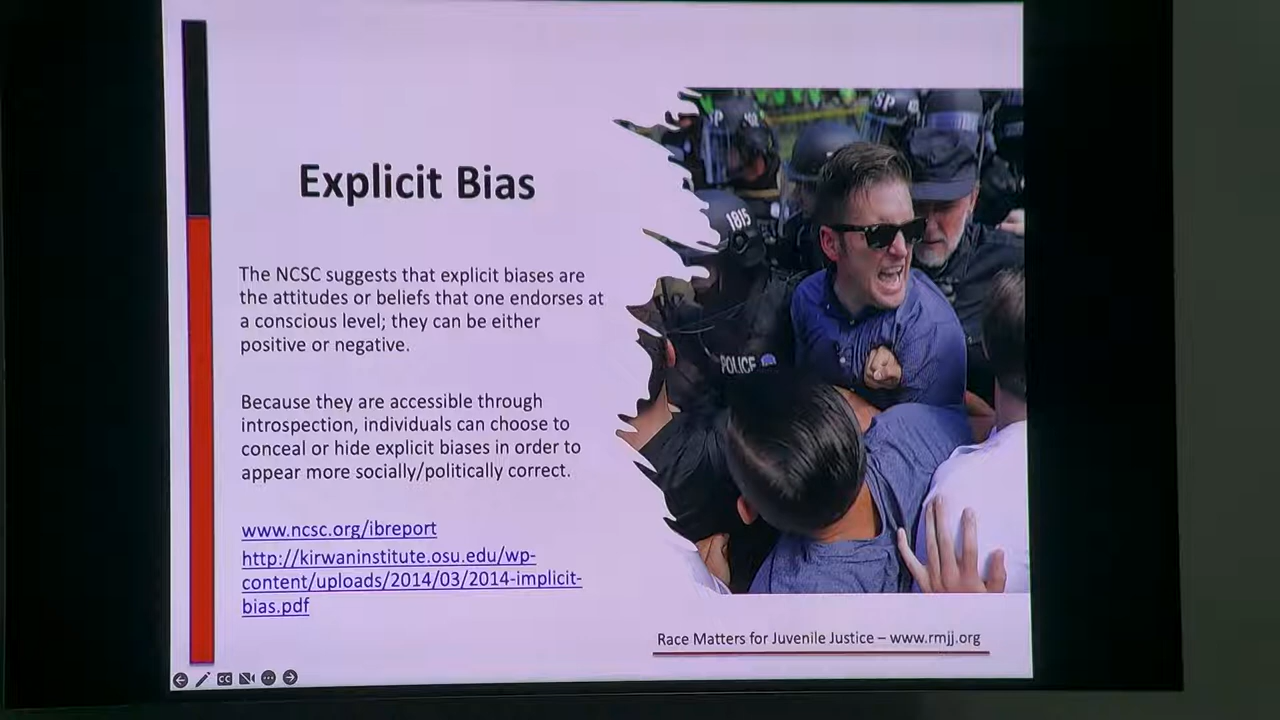 Explicit Bias
The NCSC suggests that explicit biases are
the attitudes or beliefs that one endorses at
a conscious level; they can be either
positive or negative.
Because they are accessible through
introspection, individuals can choose to
conceal or hide explicit biases in order to
appear more socially/politically correct.
www.ncsc.org/ibreport
http://kirwaninstitute.osu.edu/wp-
content/uploads/2014/03/2014-implicit-
bias.pdf
SP
1815
POLICE
Race Matters for Juvenile Justice – www.rmjj.org
CC